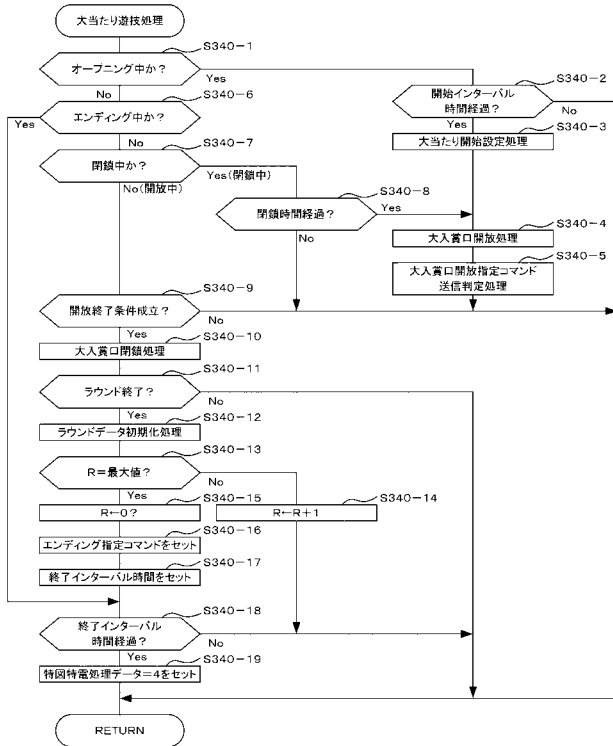 大当たり遊技処理
S340-1
オープニング中か？
Yes
No
S340-2
開始インターバル
時間経過？
No
Yes
S340-3
大当たり開始設定処理
S340-6
Yes
エンディング中か？
No
S340-7
閉鎖中か？
Yes(閉鎖中)
No(開放中)
S340-8
閉鎖時間経過？
Yes
No
S340-4
大入賞口開放処理
S340-5
大入賞口開放指定コマンド
送信判定処理
S340-9
開放終了条件成立？
No
Yes
S340-10
大入賞口閉鎖処理
S340-11
ラウンド終了？
No
Yes
S340-12
ラウンドデータ初期化処理
S340-13
R＝最大値？
No
Yes
S340-15
R←0？
S340-14
R←R＋1
S340-16
エンディング指定コマンドをセット
S340-17
終了インターバル時間をセット
S340-18
終了インターバル
時間経過？
No
Yes
S340-19
特図特電処理データ＝4をセット
RETURN